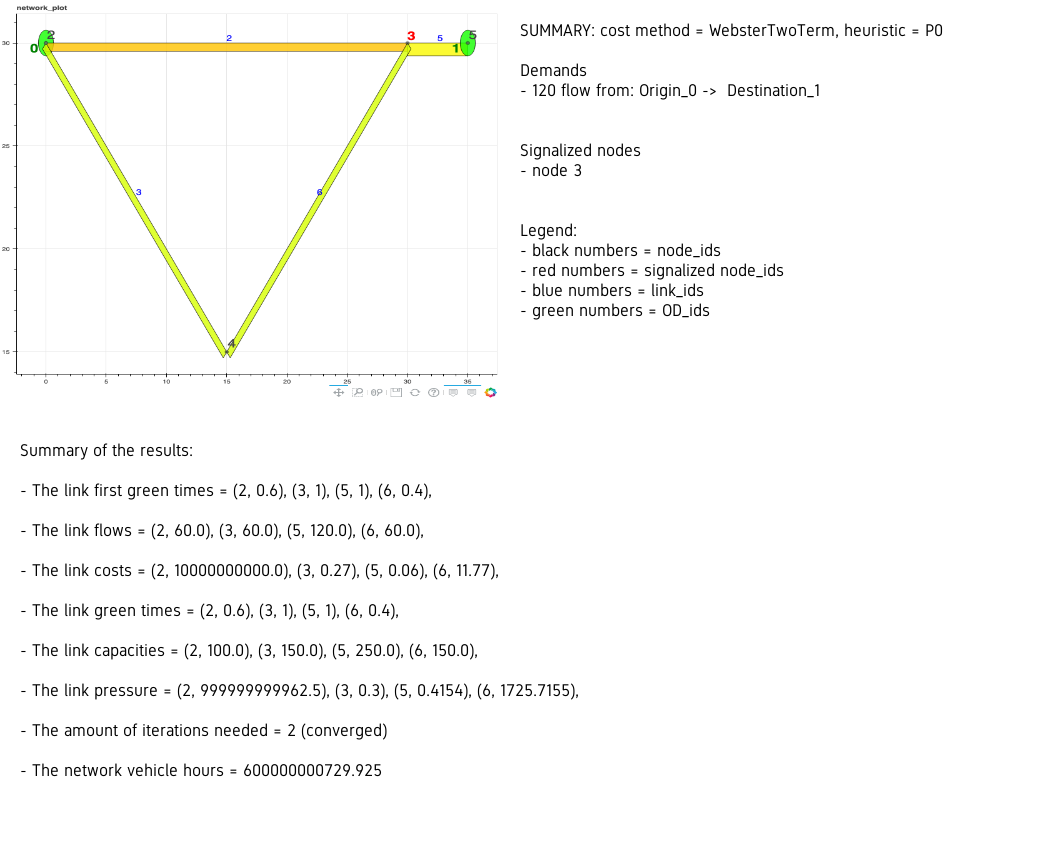 network_plot
30
25
20
15
0
5
10
15
20
25
30
35
2
0
2
3
5
5
1
3
6
4
SUMMARY: cost method = WebsterTwoTerm, heuristic = P0
Demands
- 120 flow from: Origin_0 -> Destination_1
Signalized nodes
- node 3
Legend:
- black numbers = node_ids
- red numbers = signalized node_ids
- blue numbers = link_ids
- green numbers = OD_ids
Summary of the results:
- The link first green times = (2, 0.6), (3, 1), (5, 1), (6, 0.4),
- The link flows = (2, 60.0), (3, 60.0), (5, 120.0), (6, 60.0),
- The link costs = (2, 10000000000.0), (3, 0.27), (5, 0.06), (6, 11.77),
- The link green times = (2, 0.6), (3, 1), (5, 1), (6, 0.4),
- The link capacities = (2, 100.0), (3, 150.0), (5, 250.0), (6, 150.0),
- The link pressure = (2, 999999999962.5), (3, 0.3), (5, 0.4154), (6, 1725.7155),
- The amount of iterations needed = 2 (converged)
- The network vehicle hours = 600000000729.925